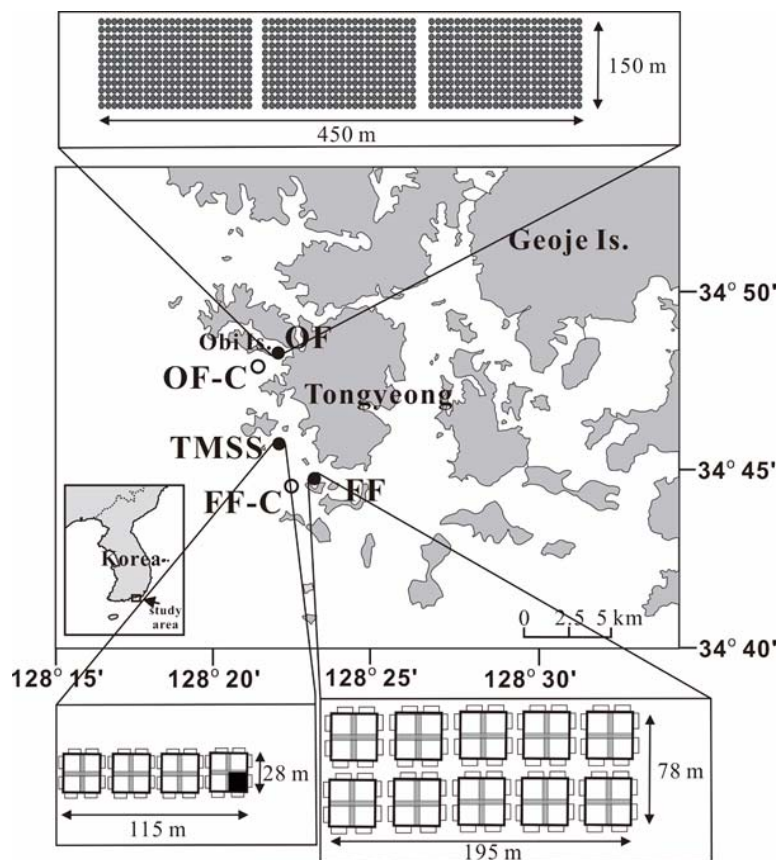 150 m
450 m
Geoje Is.
34° 50'
Obi Is. OF
OF-C
Tongyeong
TMSS
34° 45'
FF-C
FF
Korea
study
area
0 2.5 5 km
34° 40'
128° 15' 128° 20' 128° 25' 128° 30'
28 m
115 m
78 m
195 m